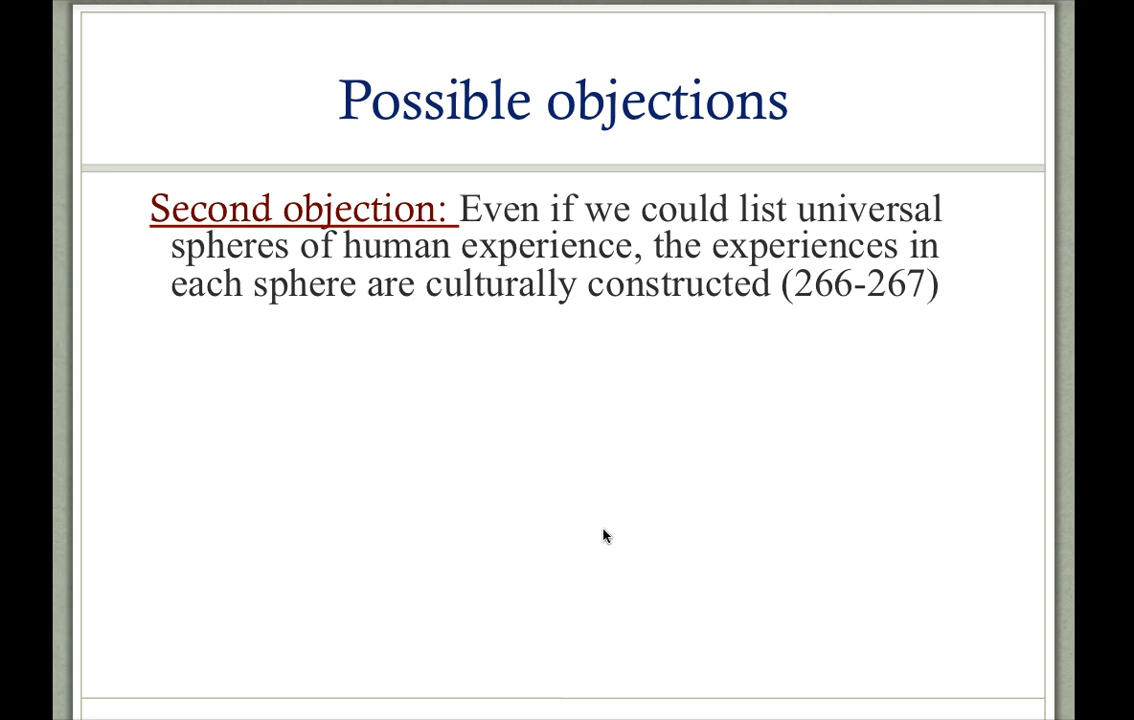 Possible objections
Second objection: Even if we could list universal
spheres of human experience, the experiences in
each sphere are culturally constructed (266-267)